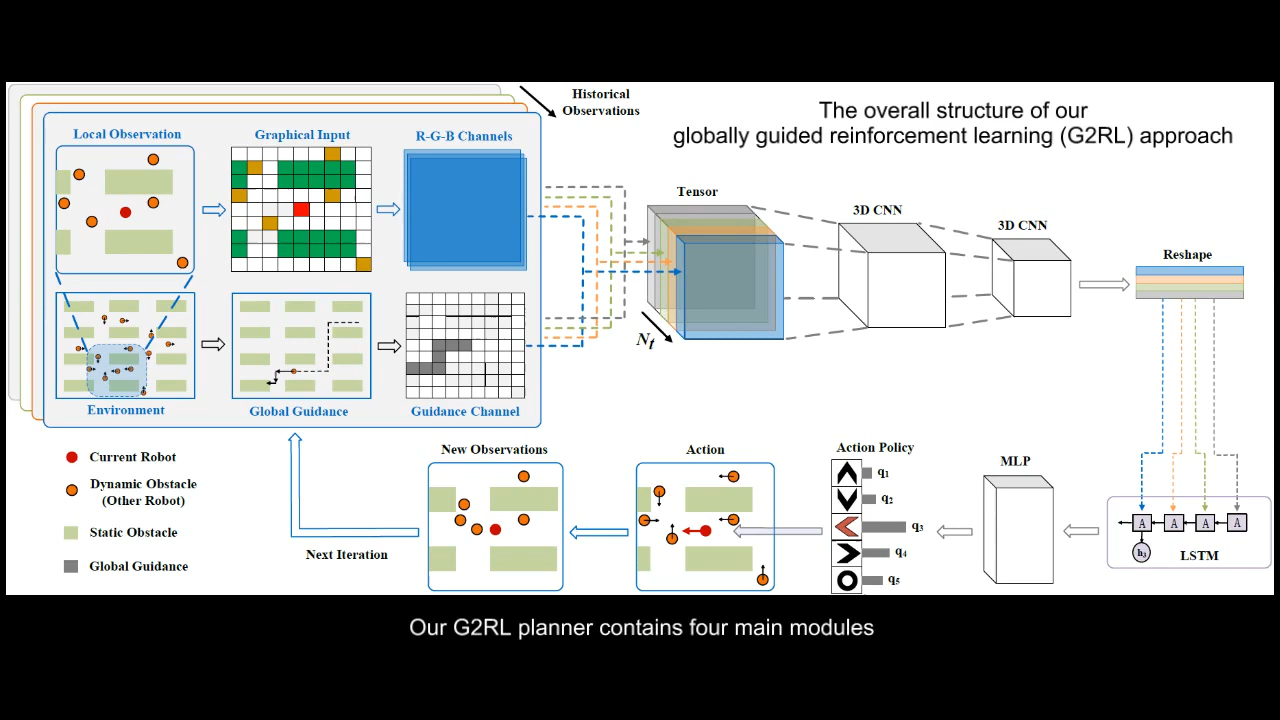 Historical
Observations
The overall structure of our
globally guided reinforcement learning (G2RL) approach
Local Observation
Graphical Input
R-G-B Channels
Tensor
3D CNN
3D CNN
Reshape
Nt
Environment
Global Guidance
Guidance Channel
Current Robot
Dynamic Obstacle
(Other Robot)
Static Obstacle
Global Guidance
Next Iteration
New Observations
Action
Action Policy
q1
q2
q3
q4
q5
MLP
A
A
A
A
h3
LSTM
Our G2RL planner contains four main modules